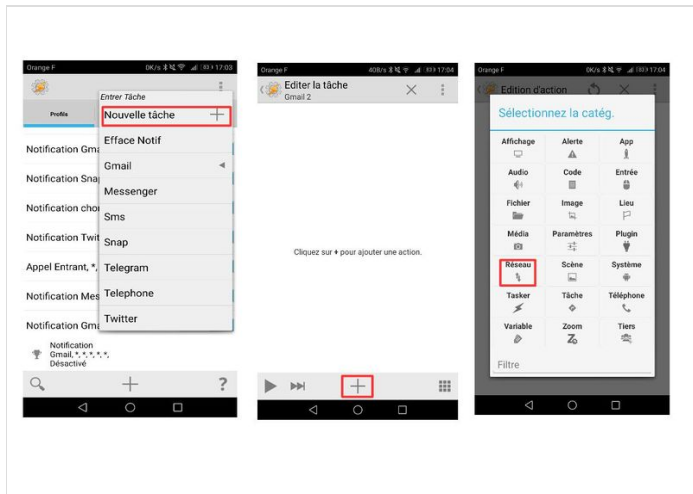 Orange F 0K/s 17:03
Entrer Tâche
Profils
Nouvelle tâche
Efface Notif
Notification Gma
Gmail
Notification Sna
Messenger
Notification cho
Sms
Notification Twit
Snap
Appel Entrant, *,
Telegram
Notification Mes
Telephone
Notification Gma
Twitter
Notification
Gmail, *, *, *, *, *,
Désactivé
?
Orange F 408/s 17:04
Editer la tâche
Gmail 2
Cliquez sur + pour ajouter une action.
Orange F 0K/s 17:04
Edition d'action
Sélectionnez la catég.
Affichage Alerte App
Audio Code Entrée
Fichier Image Lieu
Média Paramètres Plugin
Réseau Scène Système
Tasker Tâche Téléphone
Variable Zoom Tiers
Filtre